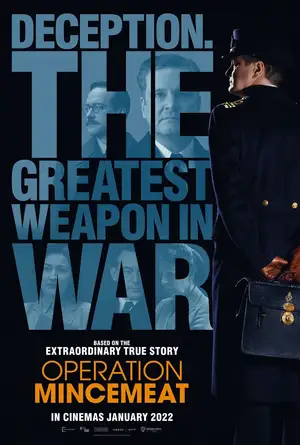 DECEPTION.
THE
GREATEST
WEAPON IN
WAR
BASED ON THE
EXTRAORDINARY TRUE STORY
OPERATION
MINCEMEAT
IN CINEMAS JANUARY 2022